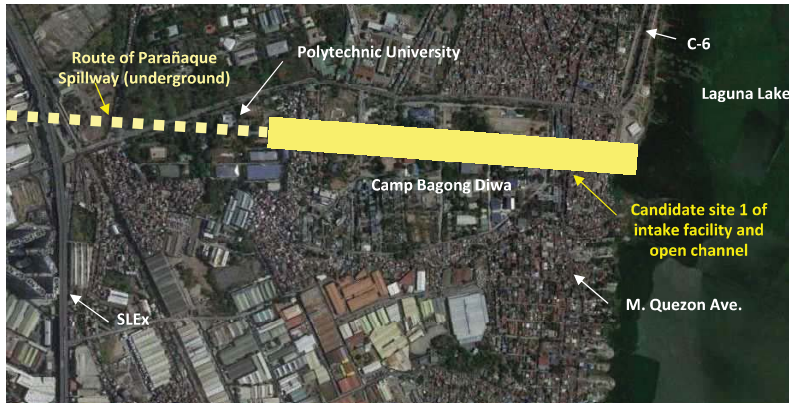 Route of Parañaque
Spillway (underground)
Polytechnic University
C-6
Laguna Lake
Camp Bagong Diwa
Candidate site 1 of
intake facility and
open channel
M. Quezon Ave.
SLEx